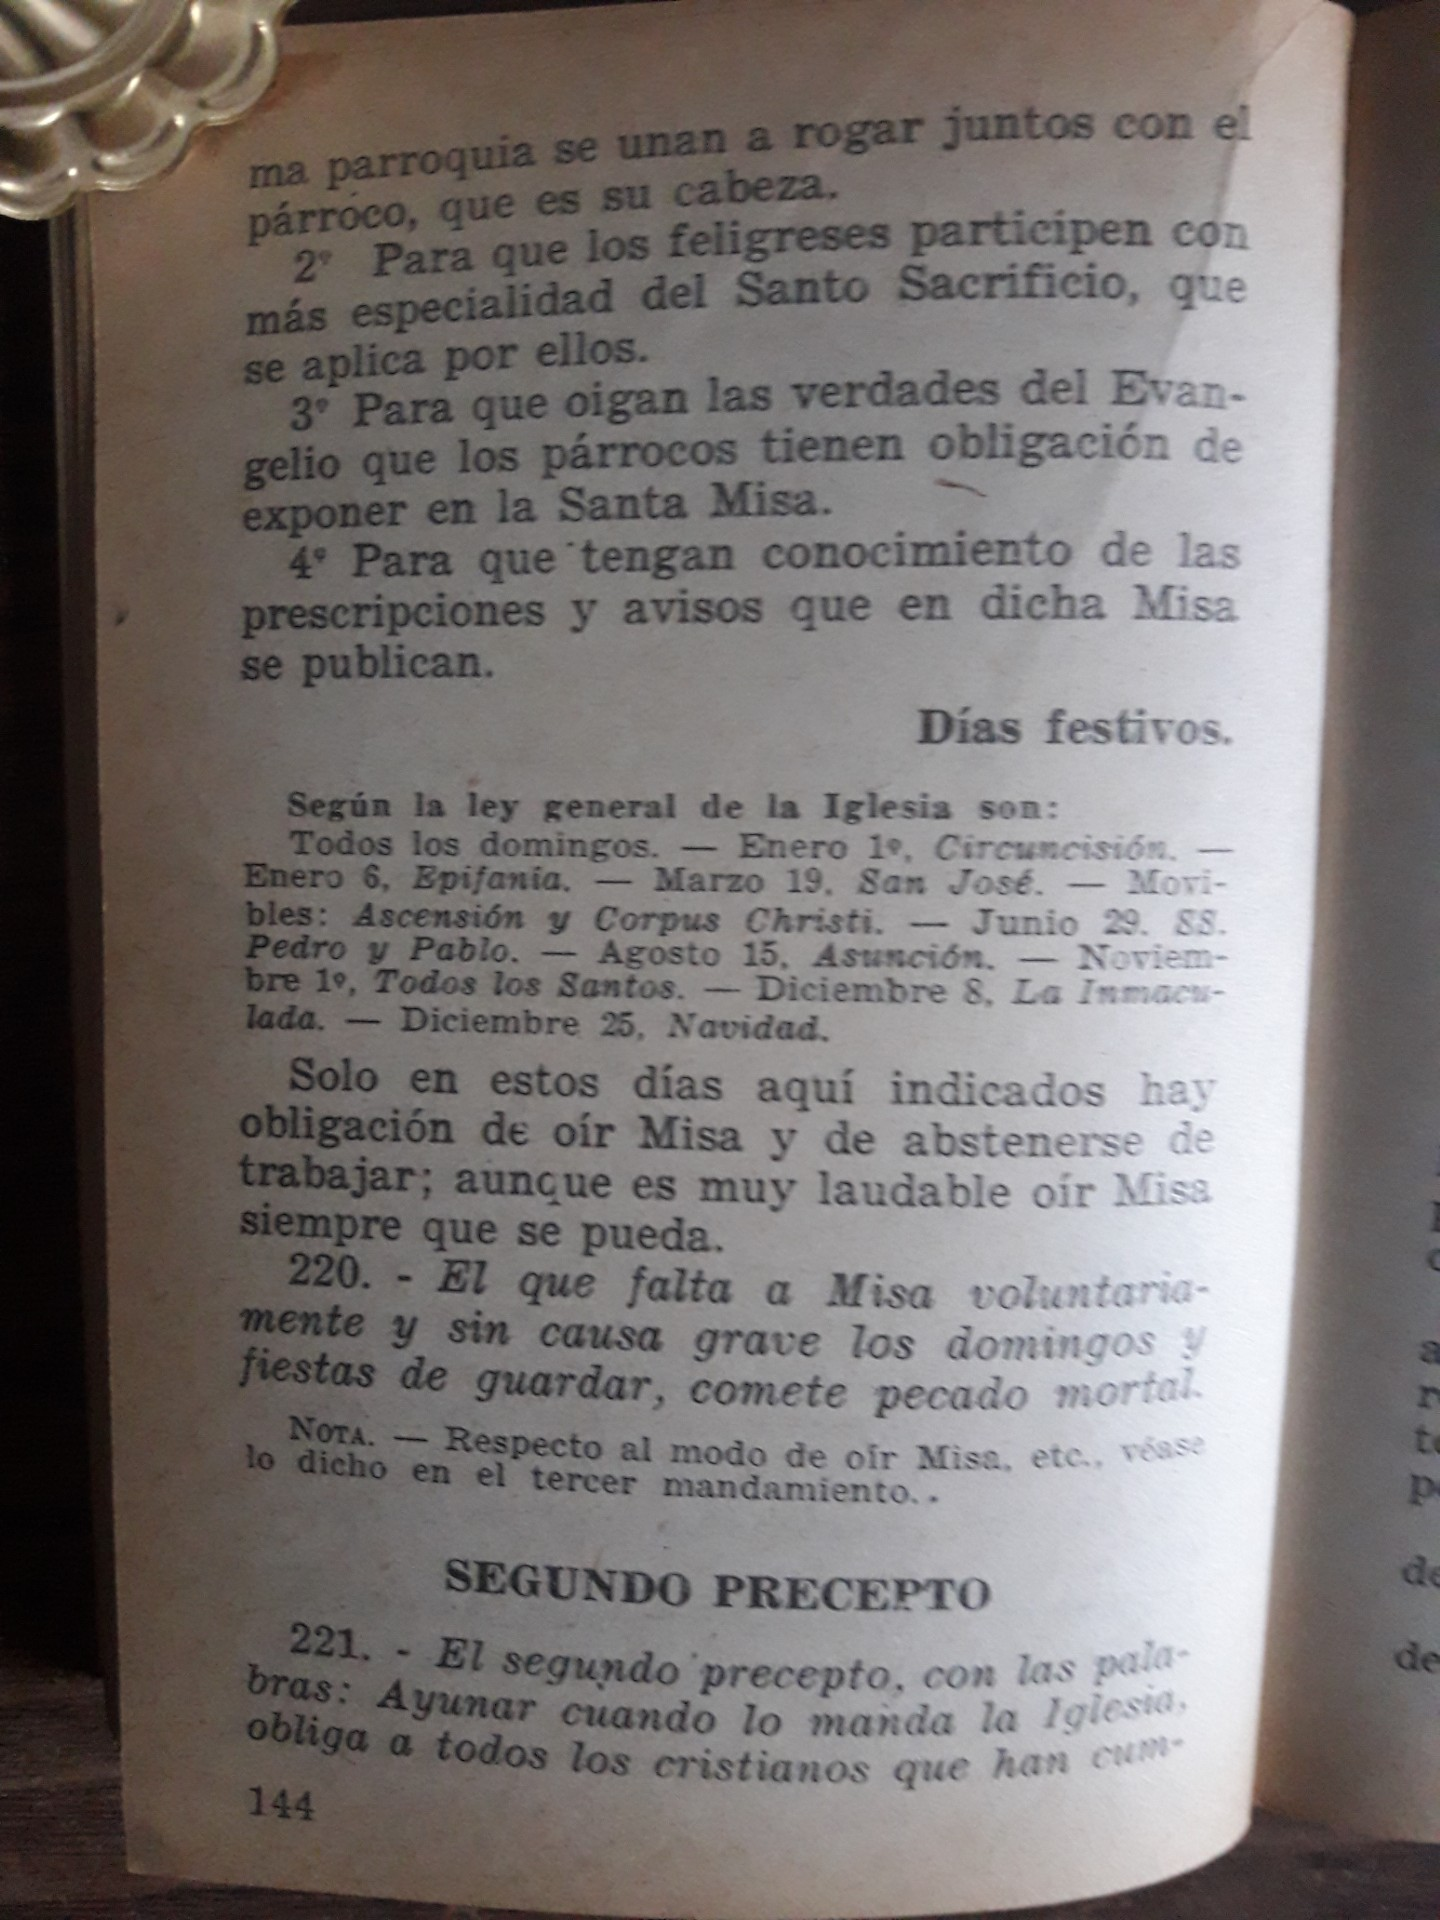 ma parroquia se unan a rogar juntos con el
párroco, que es su cabeza.
2º Para que los feligreses participen con
más especialidad del Santo Sacrificio, que
se aplica por ellos.
3º Para que oigan las verdades del Evan-
gelio que los párrocos tienen obligación de
exponer en la Santa Misa.
4º Para que tengan conocimiento de las
prescripciones y avisos que en dicha Misa
se publican.
Días festivos.
Según la ley general de la Iglesia son:
Todos los domingos. — Enero 1º, Circuncisión. —
Enero 6, Epifanía. — Marzo 19, San José. — Movi-
bles: Ascensión y Corpus Christi. — Junio 29. SS.
Pedro y Pablo. — Agosto 15, Asunción. — Noviem-
bre 1º, Todos los Santos. — Diciembre 8, La Inmacu-
lada. — Diciembre 25, Navidad.
Solo en estos días aquí indicados hay
obligación de oír Misa y de abstenerse de
trabajar; aunque es muy laudable oír Misa
siempre que se pueda.
220. - El que falta a Misa voluntaria-
mente y sin causa grave los domingos y
fiestas de guardar, comete pecado mortal.
NOTA. — Respecto al modo de oír Misa, etc., véase
lo dicho en el tercer mandamiento..
SEGUNDO PRECEPTO
221. - El segundo precepto, con las pala-
bras: Ayunar cuando lo manda la Iglesia,
obliga a todos los cristianos que han cum-
144